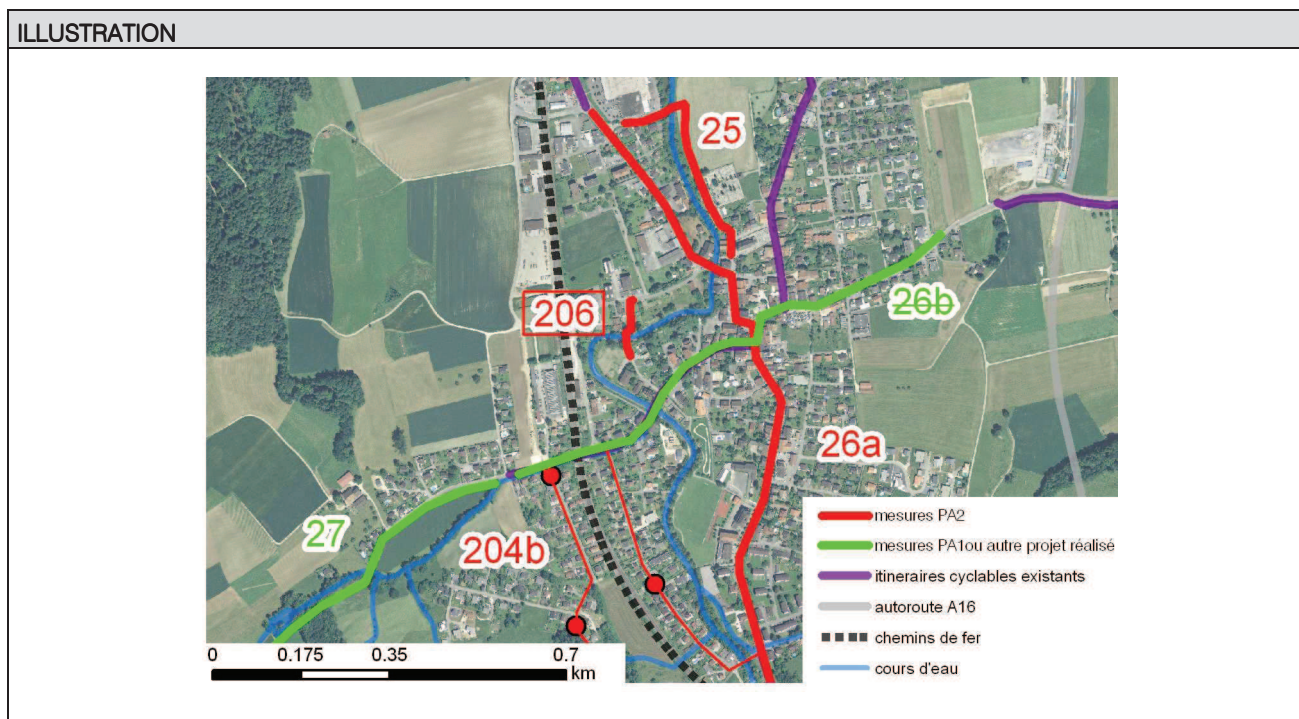 ILLUSTRATION
25
26b
206
26a
27
204b
mesures PA2
mesures PA1ou autre projet réalisé
itineraires cyclables existants
autoroute A16
chemins de fer
cours d'eau
0 0.175 0.35 0.7
km